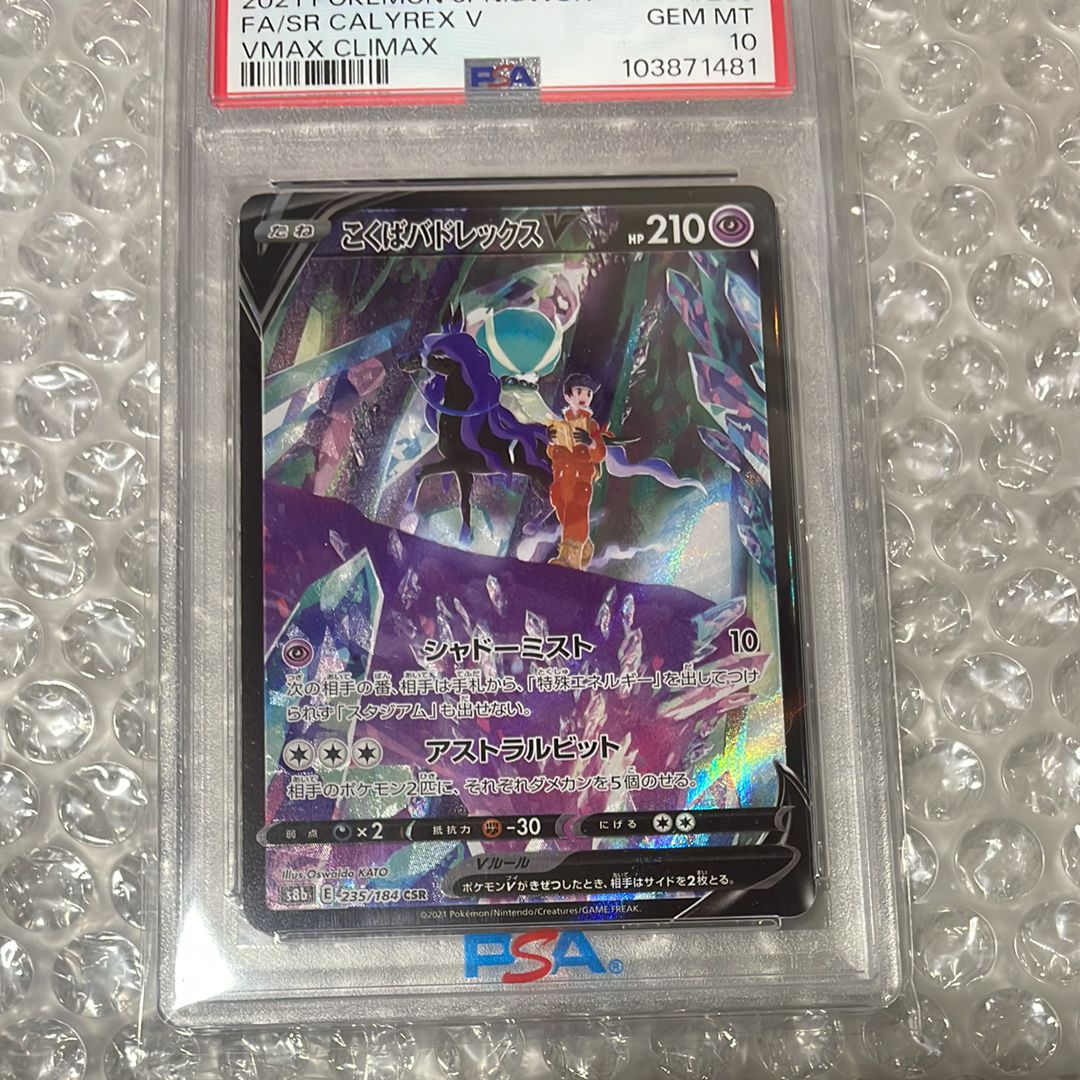 2021 POKEMON
FA/SR CALYREX V
GEM MT
VMAX CLIMAX
10
PSA
103871481
たね
こくばバドレックスV
HP 210
シャドーミスト
10
次の相手の番、相手は手札から、「特殊エネルギー」を出してつけ
られず「スタジアム」も出せない。
アストラルビット
相手のポケモン2匹に、それぞれダメカンを5個のせる。
弱点 ×2 抵抗力 -30 にげる
Illus.Oswaldo KATO
Vルール
ポケモンVがきぜつしたとき、相手はサイドを2枚とる。
s8b E 235/184 CSR
©2021 Pokémon/Nintendo/Creatures/GAME FREAK.
PSA®